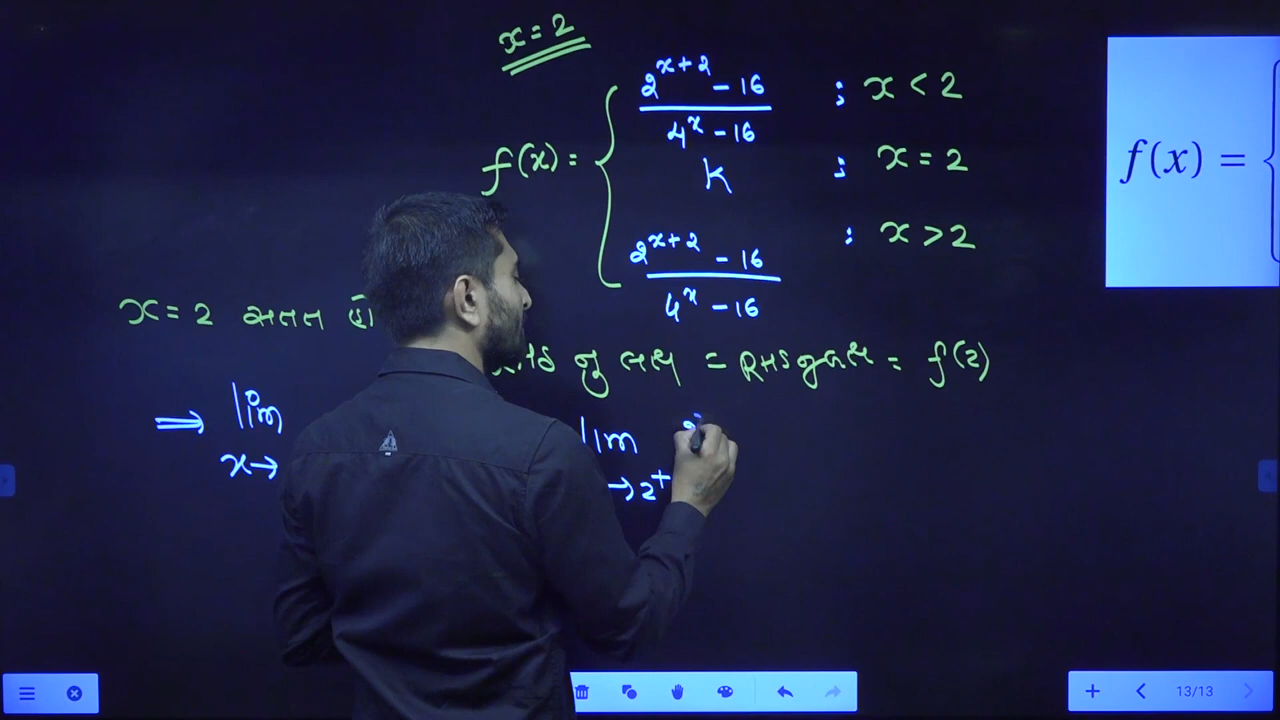 x = 2
f(x) = { (2^(x+2) - 16) / (4^x - 16) ; x < 2
k ; x = 2
(2^(x+2) - 16) / (4^x - 16) ; x > 2
f(x) = {
x = 2 સતત
નુ લક્ષ = RHS નુ લક્ષ = f(2)
⇒ lim lim
x→ →2⁺
13/13